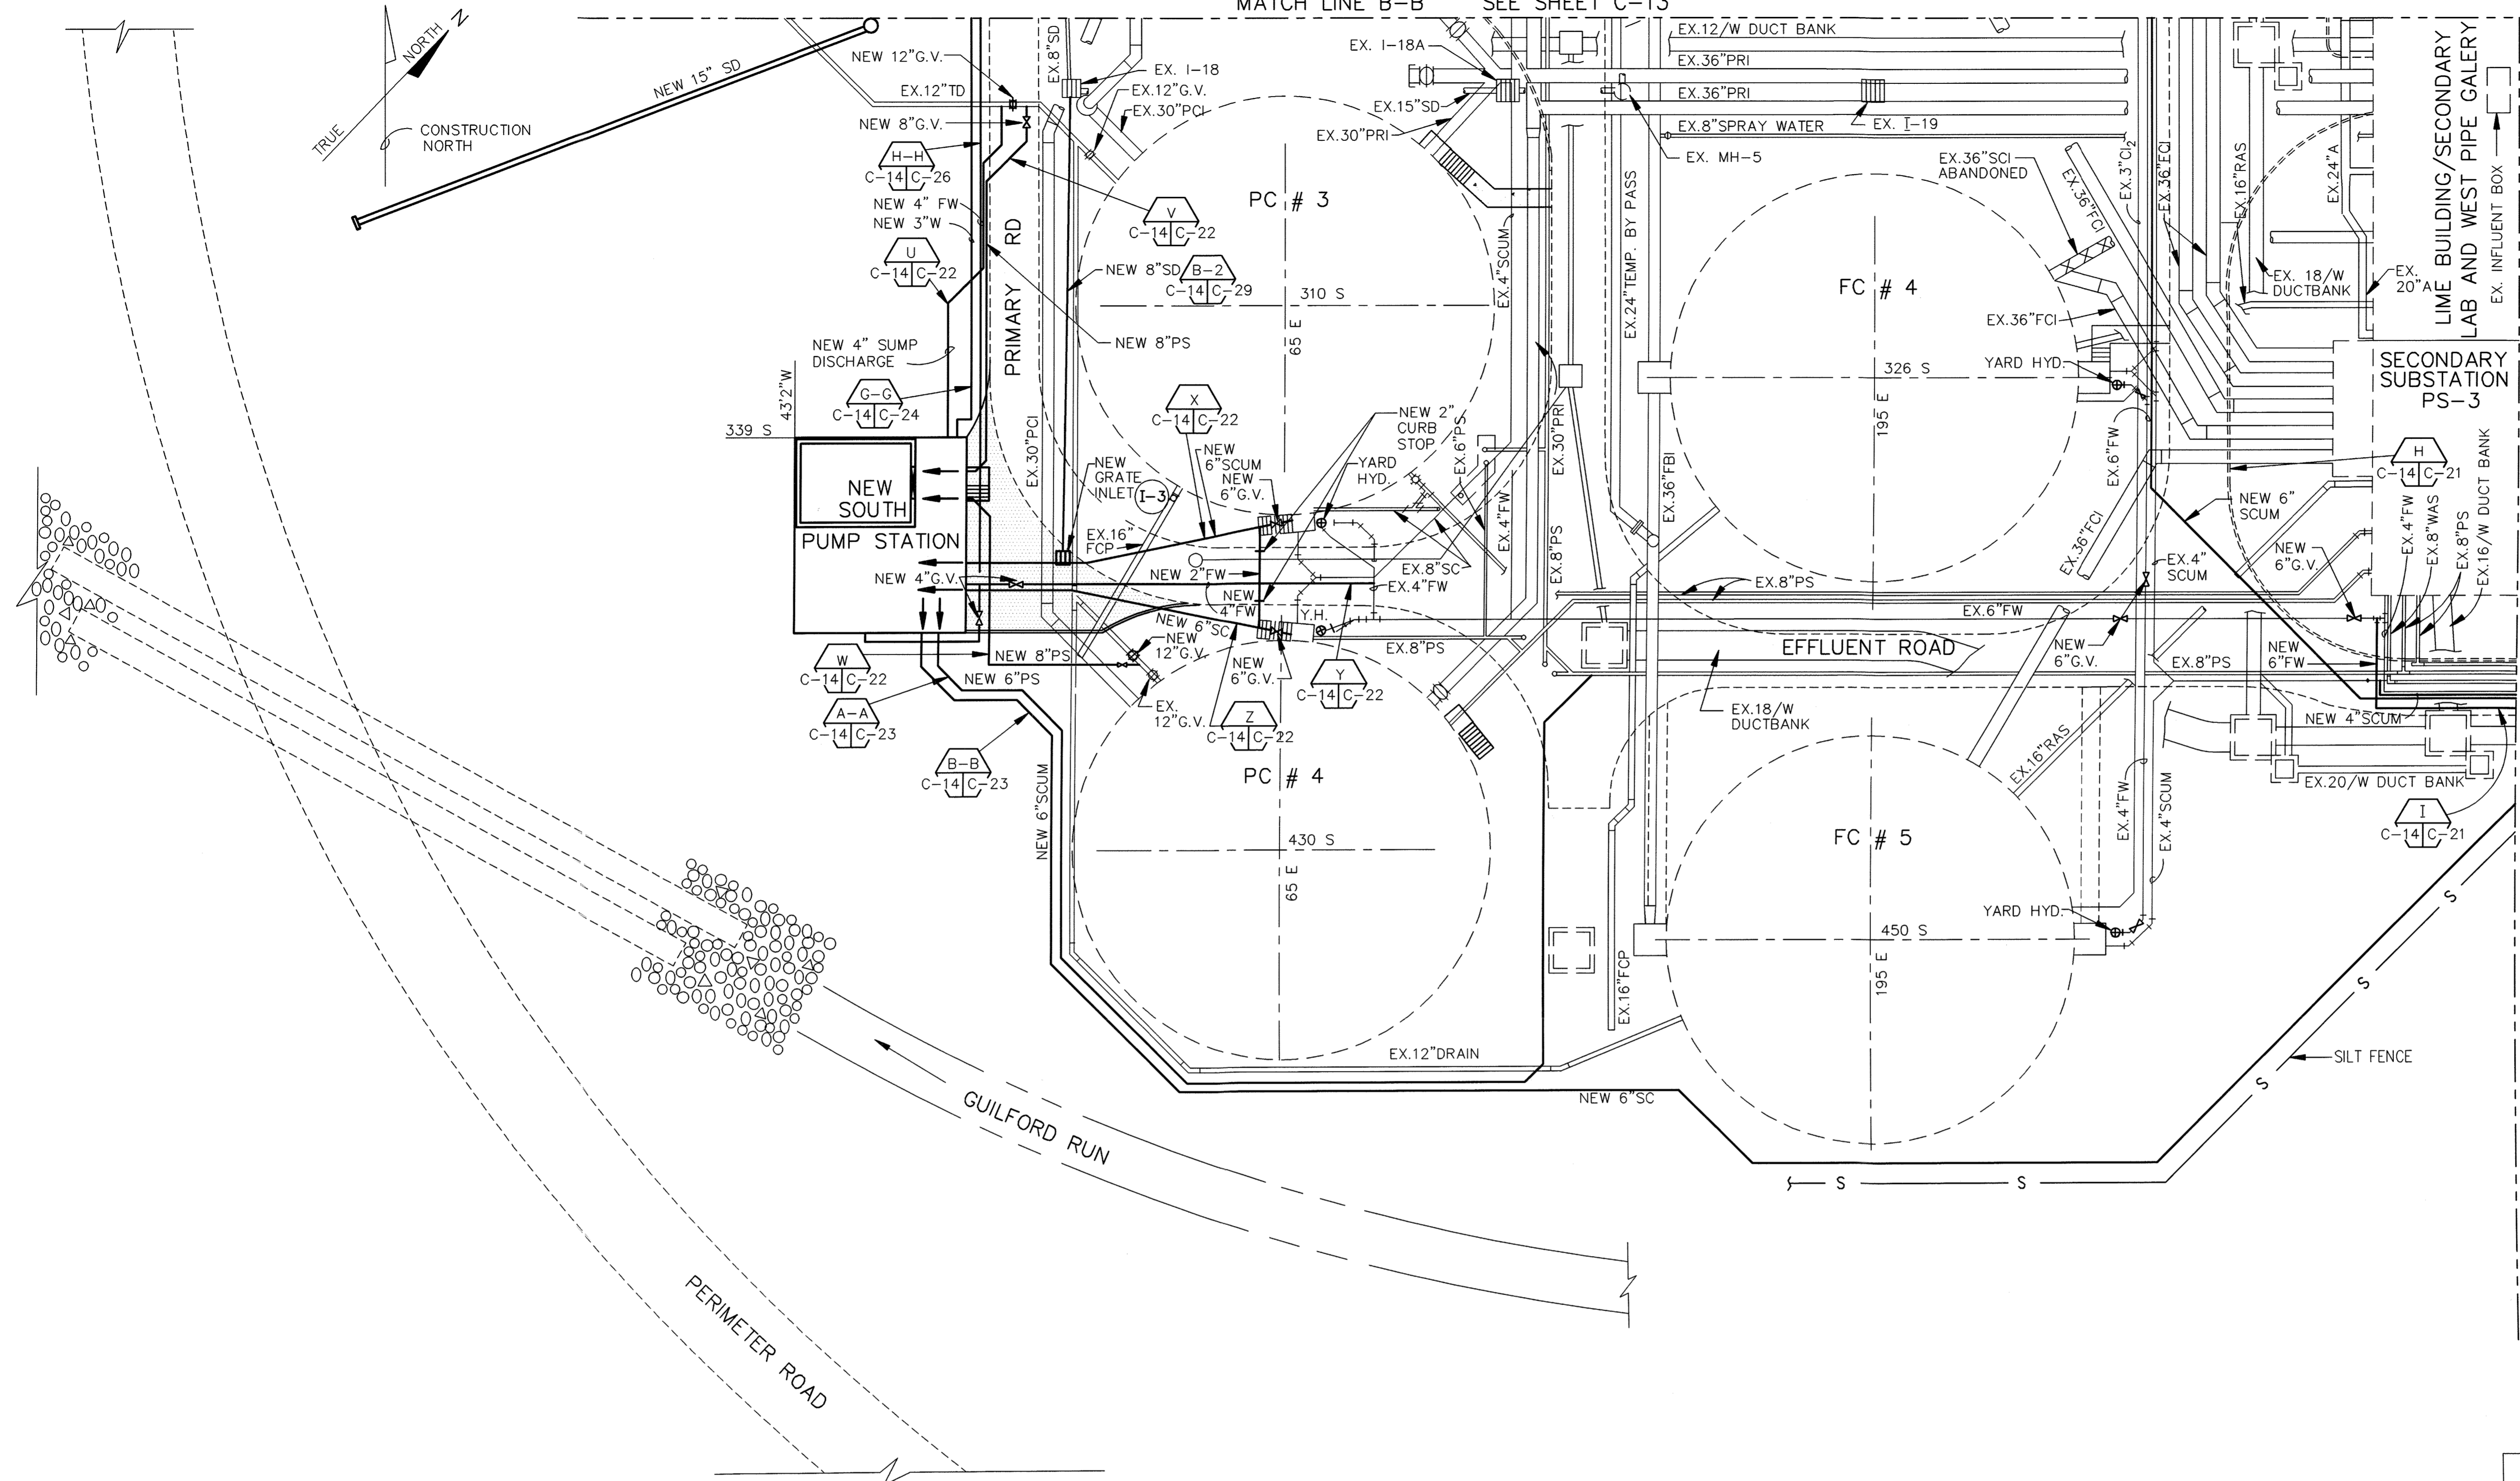 MATCH LINE B-B SEE SHEET C-13
TRUE
NORTH
N
CONSTRUCTION
NORTH
NEW 15" SD
NEW 12"G.V.
EX.12"TD
NEW 8"G.V.
H-H
C-14 C-26
NEW 4" FW
NEW 3"W
U
C-14 C-22
NEW 4" SUMP
DISCHARGE
G-G
C-14 C-24
43'2"W
339 S
PRIMARY RD
EX.8"SD
EX. I-18
EX.12"G.V.
EX.30"PCI
V
C-14 C-22
NEW 8"SD
B-2
C-14 C-29
NEW 8"PS
EX.30"PCI
PC # 3
310 S
65 E
EX. I-18A
EX.15"SD
EX.30"PRI
EX.4"SCUM
EX.12/W DUCT BANK
EX.36"PRI
EX.36"PRI
EX.8"SPRAY WATER
EX. I-19
EX. MH-5
EX.24"TEMP. BY PASS
EX.36"SCI
ABANDONED
FC # 4
326 S
195 E
EX.36"FCI
EX.36"FCI
YARD HYD.
EX.3"Cl2
EX.36"FCI
EX.16"RAS
EX.24"A
EX. 18/W
DUCTBANK
EX.
20"A
LIME BUILDING/SECONDARY
LAB AND WEST PIPE GALERY
EX. INFLUENT BOX
SECONDARY
SUBSTATION
PS-3
H
C-14 C-21
NEW 6"
SCUM
NEW
6"G.V.
EX.4"FW
EX.8"WAS
EX.8"PS
EX.16/W DUCT BANK
NEW SOUTH
PUMP STATION
NEW
GRATE
INLET
I-3
X
C-14 C-22
NEW
6"SCUM
NEW
6"G.V.
NEW 2"
CURB
STOP
YARD
HYD.
EX.6"PS
EX.30"PRI
EX.36"FBI
EX.16"
FCP
NEW 4"G.V.
NEW 2"FW
NEW
4"FW
EX.8"SC
EX.4"FW
EX.4"FW
EX.8"PS
EX.8"PS
EX.6"FW
EX.6"FW
EX.36"FCI
EX.4"
SCUM
Y.H.
NEW 6"SC
NEW
12"G.V.
NEW 8"PS
NEW
6"G.V.
EX.8"PS
EFFLUENT ROAD
NEW
6"G.V.
EX.8"PS
NEW
6"FW
W
C-14 C-22
NEW 6"PS
EX.
12"G.V.
A-A
C-14 C-23
B-B
C-14 C-23
Z
C-14 C-22
Y
C-14 C-22
EX.18/W
DUCTBANK
NEW 4"SCUM
EX.16"RAS
EX.20/W DUCT BANK
I
C-14 C-21
PC # 4
430 S
65 E
NEW 6"SCUM
FC # 5
450 S
195 E
EX.4"FW
EX.4"SCUM
YARD HYD.
EX.16"FCP
EX.12"DRAIN
NEW 6"SC
SILT FENCE
S
S
S
S
S
GUILFORD RUN
PERIMETER ROAD